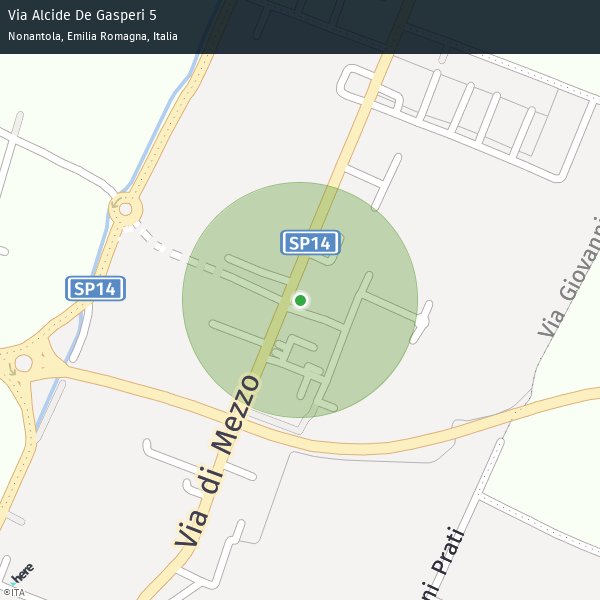 Via Alcide De Gasperi 5
Nonantola, Emilia Romagna, Italia
SP14
SP14
Via Giovanni
Via di Mezzo
ni Prati
here
©ITA